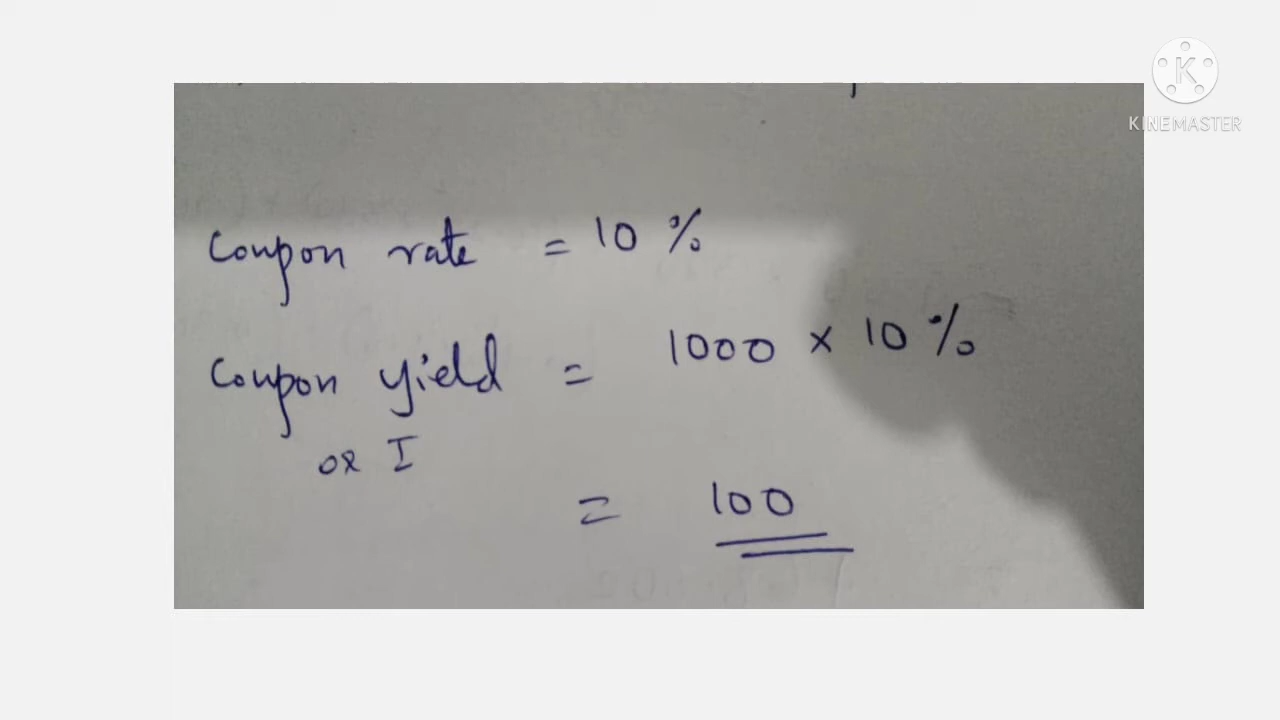 KINEMASTER
Coupon rate = 10 %
Coupon yield = 1000 × 10 %
or I
= 100